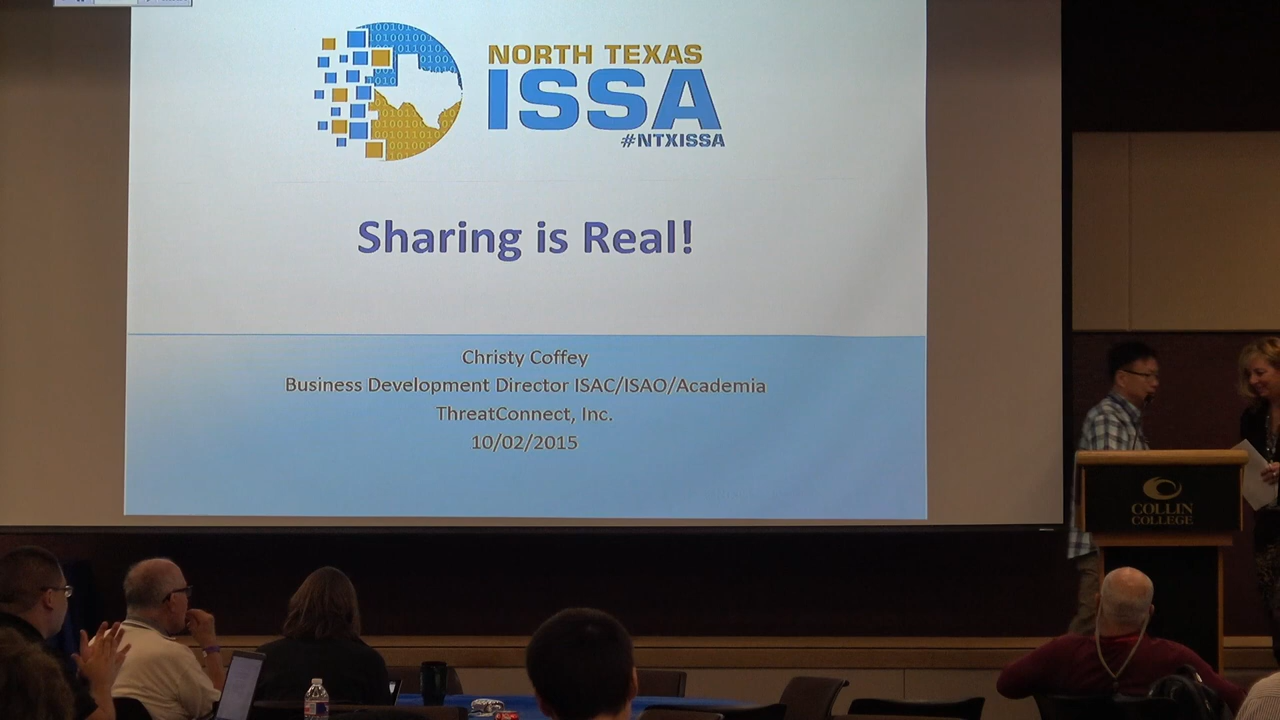 NORTH TEXAS
ISSA
#NTXISSA
Sharing is Real!
Christy Coffey
Business Development Director ISAC/ISAO/Academia
ThreatConnect, Inc.
10/02/2015
COLLIN
COLLEGE